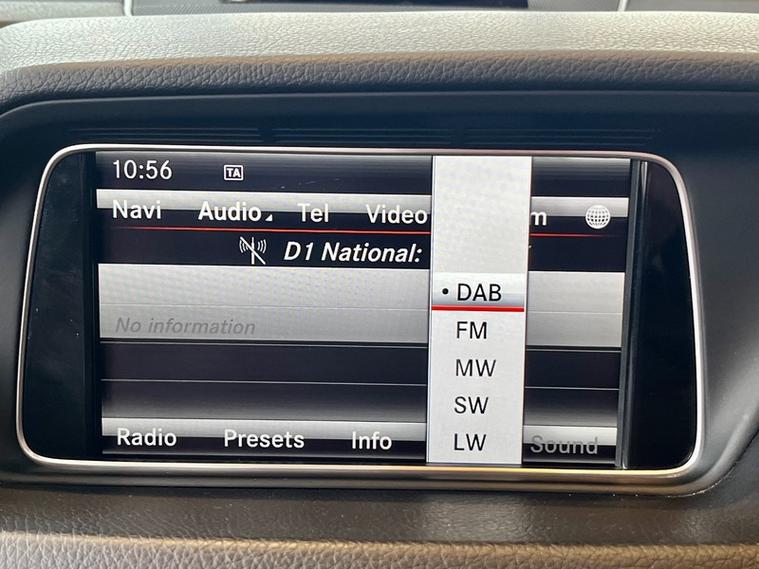 10:56 TA
Navi Audio Tel Video m
D1 National:
DAB
No information
FM
MW
SW
LW
Radio Presets Info Sound